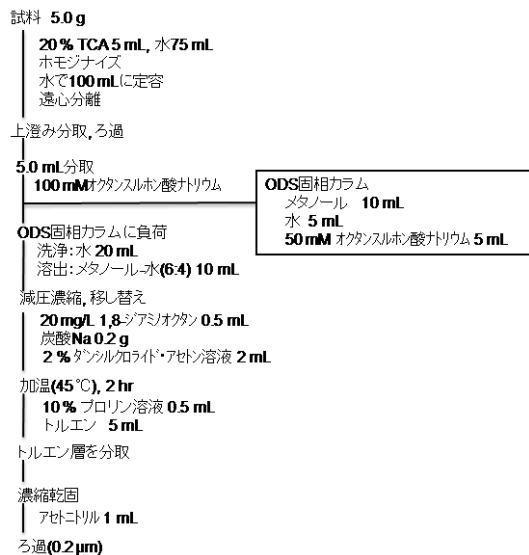 試料 5.0 g
20 % TCA 5 mL, 水 75 mL
ホモジナイズ
水で100 mLに定容
遠心分離
上澄み分取, ろ過
5.0 mL分取
100 mMオクタンスルホン酸ナトリウム
ODS固相カラム
メタノール 10 mL
水 5 mL
50 mM オクタンスルホン酸ナトリウム 5 mL
ODS固相カラムに負荷
洗浄:水 20 mL
溶出:メタノール-水(6:4) 10 mL
減圧濃縮, 移し替え
20 mg/L 1,8-ジアミノオクタン 0.5 mL
炭酸Na 0.2 g
2 % ダンシルクロライド・アセトン溶液 2 mL
加温(45℃), 2 hr
10 % プロリン溶液 0.5 mL
トルエン 5 mL
トルエン層を分取
濃縮乾固
アセトニトリル 1 mL
ろ過(0.2 μm)